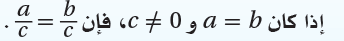 إذا كان a = b و c ≠ 0، فإن a/c = b/c .